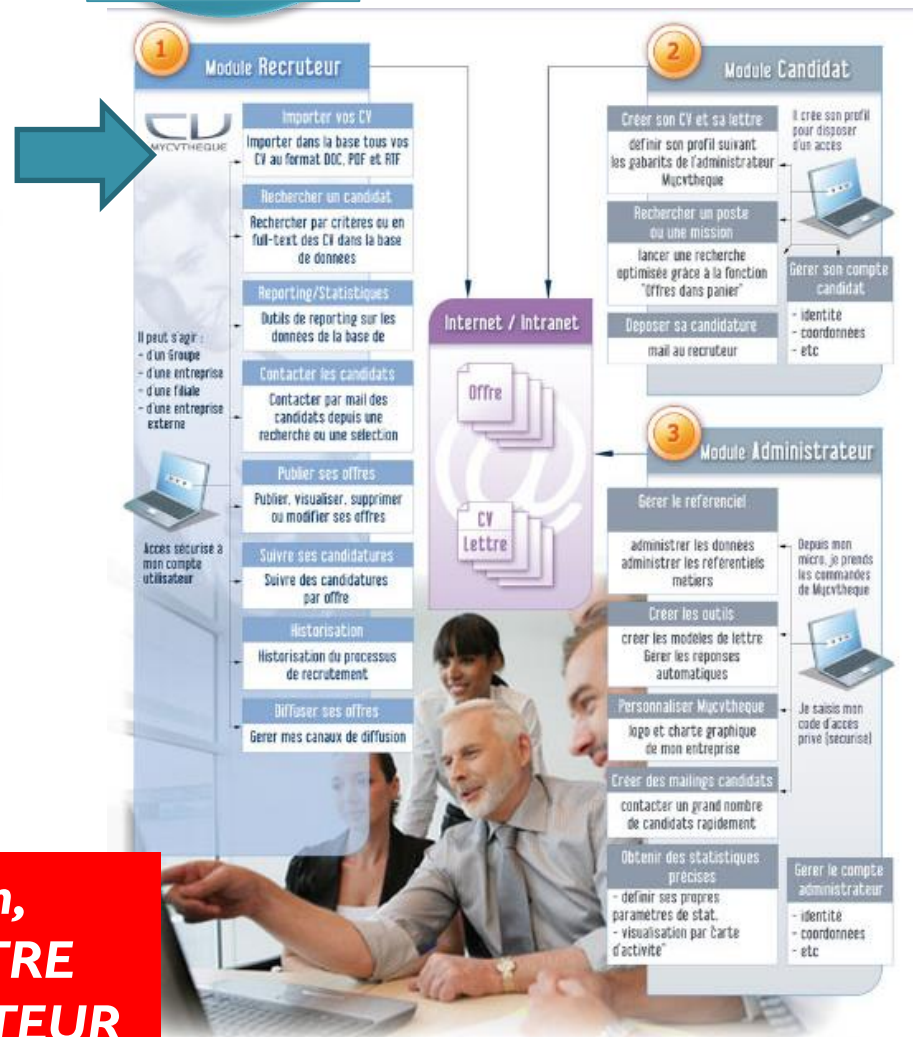 1
Module Recruteur
CV
MYCVTHEQUE
Importer vos CV
Importer dans la base tous vos
CV au format DOC, PDF et RTF
Rechercher un candidat
Rechercher par critères ou en
full-text des CV dans la base
de données
Reporting/Statistiques
Outils de reporting sur les
données de la base de
Il peut s'agir :
- d'un Groupe
- d'une entreprise
- d'une filiale
- d'une entreprise
externe
Contacter les candidats
Contacter par mail des
candidats depuis une
recherche ou une sélection
Publier ses offres
Publier, visualiser, supprimer
ou modifier ses offres
Accès sécurisé à
mon compte
utilisateur
Suivre ses candidatures
Suivre des candidatures
par offre
Historisation
Historisation du processus
de recrutement
Diffuser ses offres
Gerer mes canaux de diffusion
Internet / Intranet
Offre
CV
Lettre
@
2
Module Candidat
Créer son CV et sa lettre
définir son profil suivant
les gabarits de l'administrateur
Mycvtheque
Il crée son profil
pour disposer
d'un accès
Rechercher un poste
ou une mission
lancer une recherche
optimisée grâce à la fonction
"Offres dans panier"
Gérer son compte
candidat
- identité
- coordonnées
- etc
Déposer sa candidature
mail au recruteur
3
Module Administrateur
Gérer le référenciel
administrer les données
administrer les référentiels
métiers
Depuis mon
micro, je prends
les commandes
de Mycvtheque
Créer les outils
créer les modèles de lettre
Gérer les réponses
automatiques
Personnaliser Mycvtheque
logo et charte graphique
de mon entreprise
Je saisis mon
code d'accès
privé (sécurisé)
Créer des mailings candidats
contacter un grand nombre
de candidats rapidement
Obtenir des statistiques
précises
- définir ses propres
paramètres de stat.
- visualisation par "carte
d'activité"
Gérer le compte
administrateur
- identité
- coordonnées
- etc
n,
TRE
TEUR